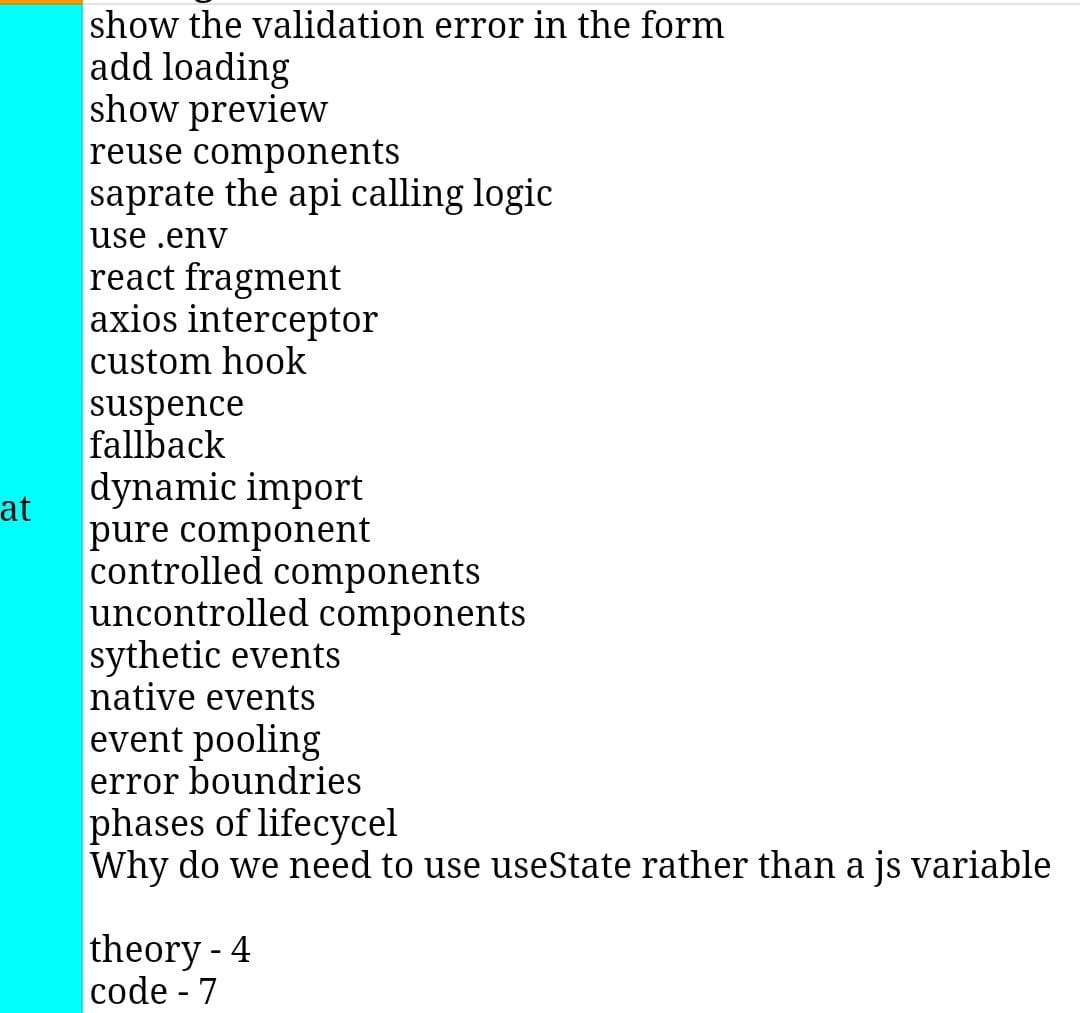 show the validation error in the form
add loading
show preview
reuse components
saprate the api calling logic
use .env
react fragment
axios interceptor
custom hook
suspence
fallback
dynamic import
at
pure component
controlled components
uncontrolled components
sythetic events
native events
event pooling
error boundries
phases of lifecycel
Why do we need to use useState rather than a js variable
theory - 4
code - 7